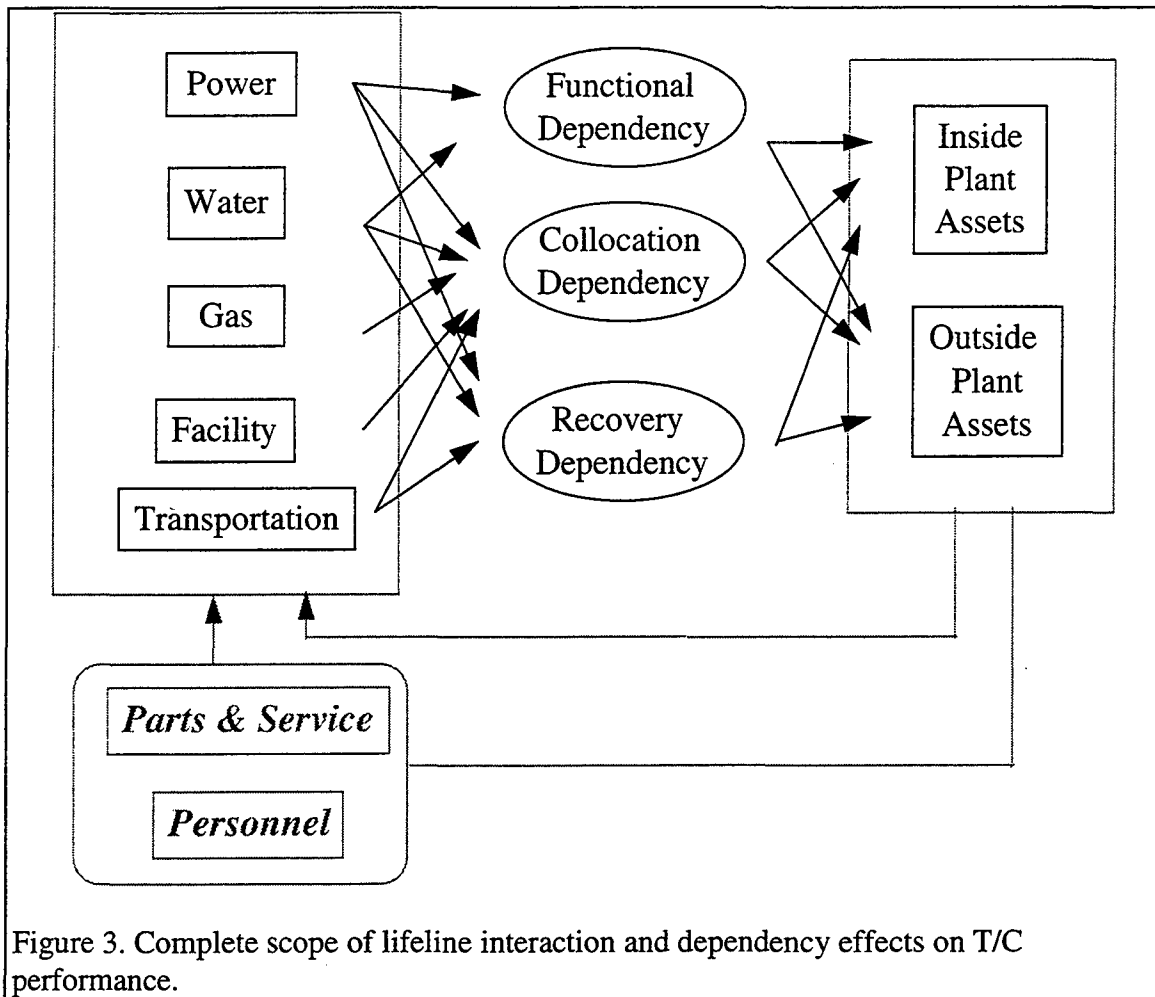 Power
Water
Gas
Facility
Transportation
Functional
Dependency
Collocation
Dependency
Recovery
Dependency
Inside
Plant
Assets
Outside
Plant
Assets
Parts & Service
Personnel
Figure 3. Complete scope of lifeline interaction and dependency effects on T/C
performance.